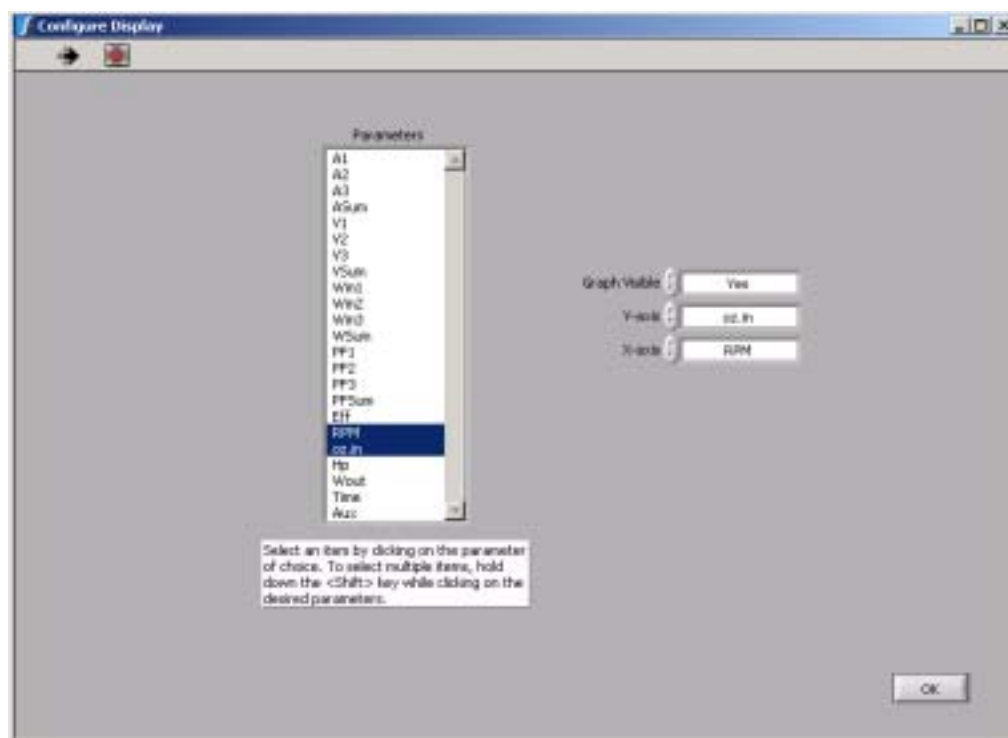 Configure Display
Parameters
A1
A2
A3
ASum
V1
V2
V3
VSum
Win1
Win2
Win3
WSum
PF1
PF2
PF3
PFSum
Eff
RPM
oz.in
Hp
Wout
Time
Aux
Graph Visible
Yes
Y-axis
oz.in
X-axis
RPM
Select an item by clicking on the parameter
of choice. To select multiple items, hold
down the <Shift> key while clicking on the
desired parameters.
OK